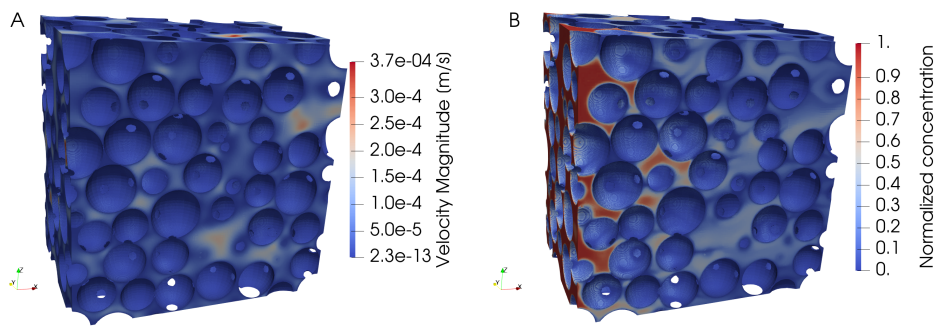 A
3.7e-04
3.0e-4
2.5e-4
2.0e-4
1.5e-4
1.0e-4
5.0e-5
2.3e-13
Velocity Magnitude (m/s)
Z
-Y
X
B
1.
0.9
0.8
0.7
0.6
0.5
0.4
0.3
0.2
0.1
0.
Normalized concentration
Z
-Y
X